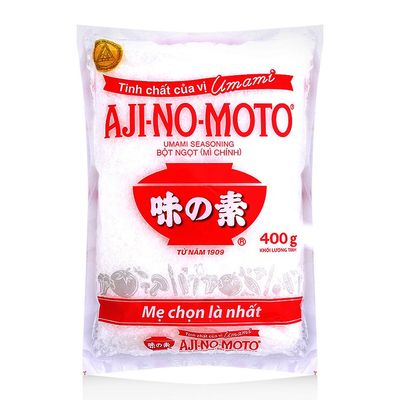 Tinh chất của vị Umami
AJI-NO-MOTO®
UMAMI SEASONING
BỘT NGỌT (MÌ CHÍNH)
味の素
®
TỪ NĂM 1909
400 g
KHỐI LƯỢNG TỊNH
Mẹ chọn là nhất
Tinh chất của vị Umami
味の素 AJI-NO-MOTO®